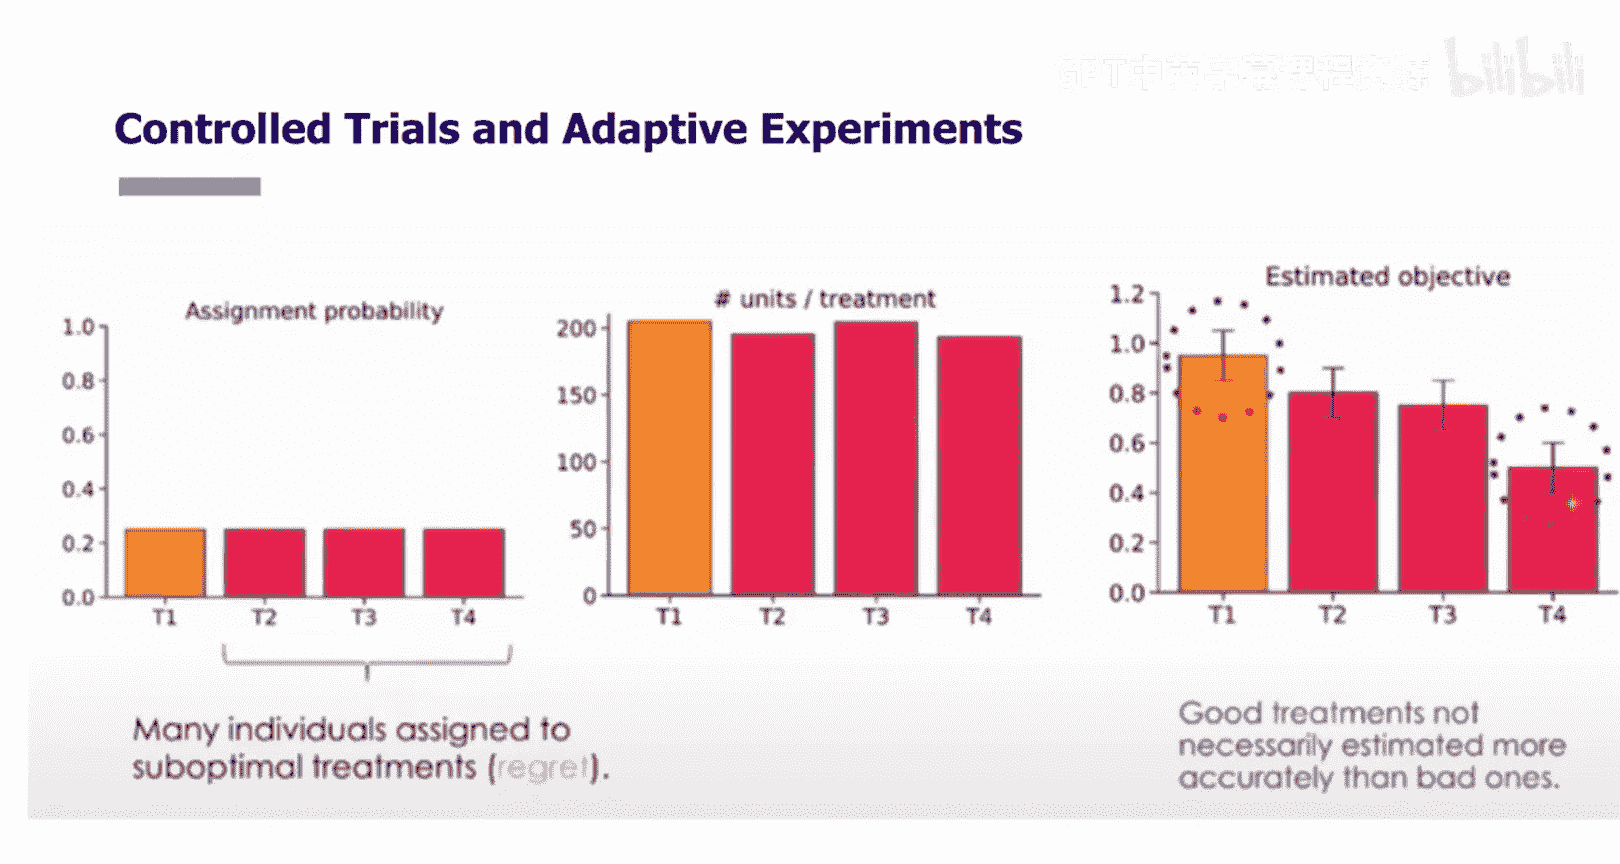 bilibili
Controlled Trials and Adaptive Experiments
Assignment probability
1.0
0.8
0.6
0.4
0.2
0.0
T1 T2 T3 T4
# units / treatment
200
150
100
50
0
T1 T2 T3 T4
Estimated objective
1.2
1.0
0.8
0.6
0.4
0.2
0.0
T1 T2 T3 T4
Many individuals assigned to
suboptimal treatments (regret).
Good treatments not
necessarily estimated more
accurately than bad ones.